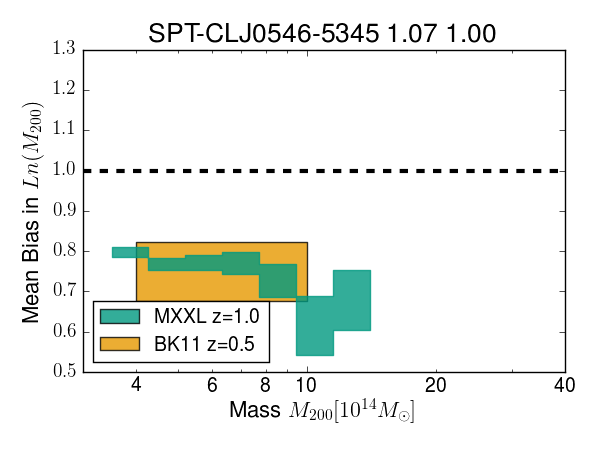 SPT-CLJ0546-5345 1.07 1.00
1.3
1.2
1.1
1.0
0.9
0.8
0.7
0.6
0.5
Mean Bias in Ln(M200)
MXXL z=1.0
BK11 z=0.5
4 6 8 10 20 40
Mass M200[10^14 M⊙]